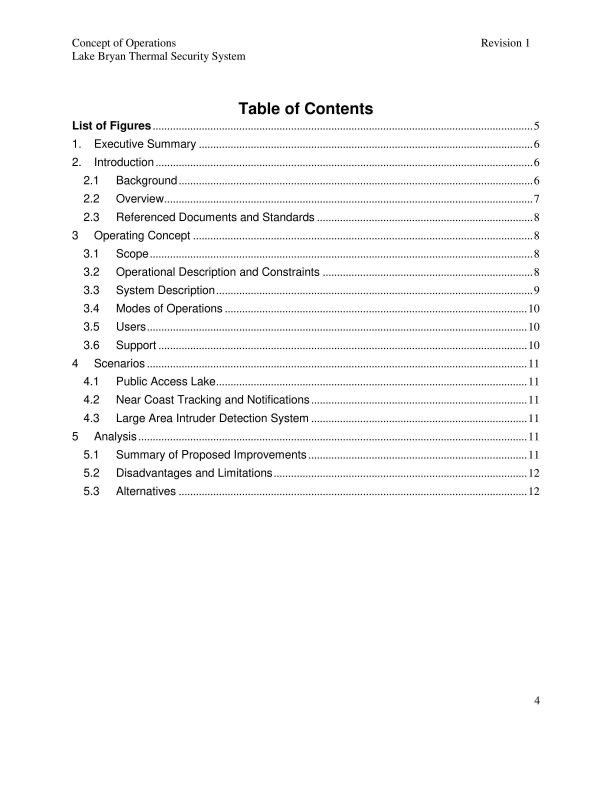 Concept of Operations Revision 1
Lake Bryan Thermal Security System
Table of Contents
List of Figures 5
1. Executive Summary 6
2. Introduction 6
2.1 Background 6
2.2 Overview 7
2.3 Referenced Documents and Standards 8
3 Operating Concept 8
3.1 Scope 8
3.2 Operational Description and Constraints 8
3.3 System Description 9
3.4 Modes of Operations 10
3.5 Users 10
3.6 Support 10
4 Scenarios 11
4.1 Public Access Lake 11
4.2 Near Coast Tracking and Notifications 11
4.3 Large Area Intruder Detection System 11
5 Analysis 11
5.1 Summary of Proposed Improvements 11
5.2 Disadvantages and Limitations 12
5.3 Alternatives 12
4